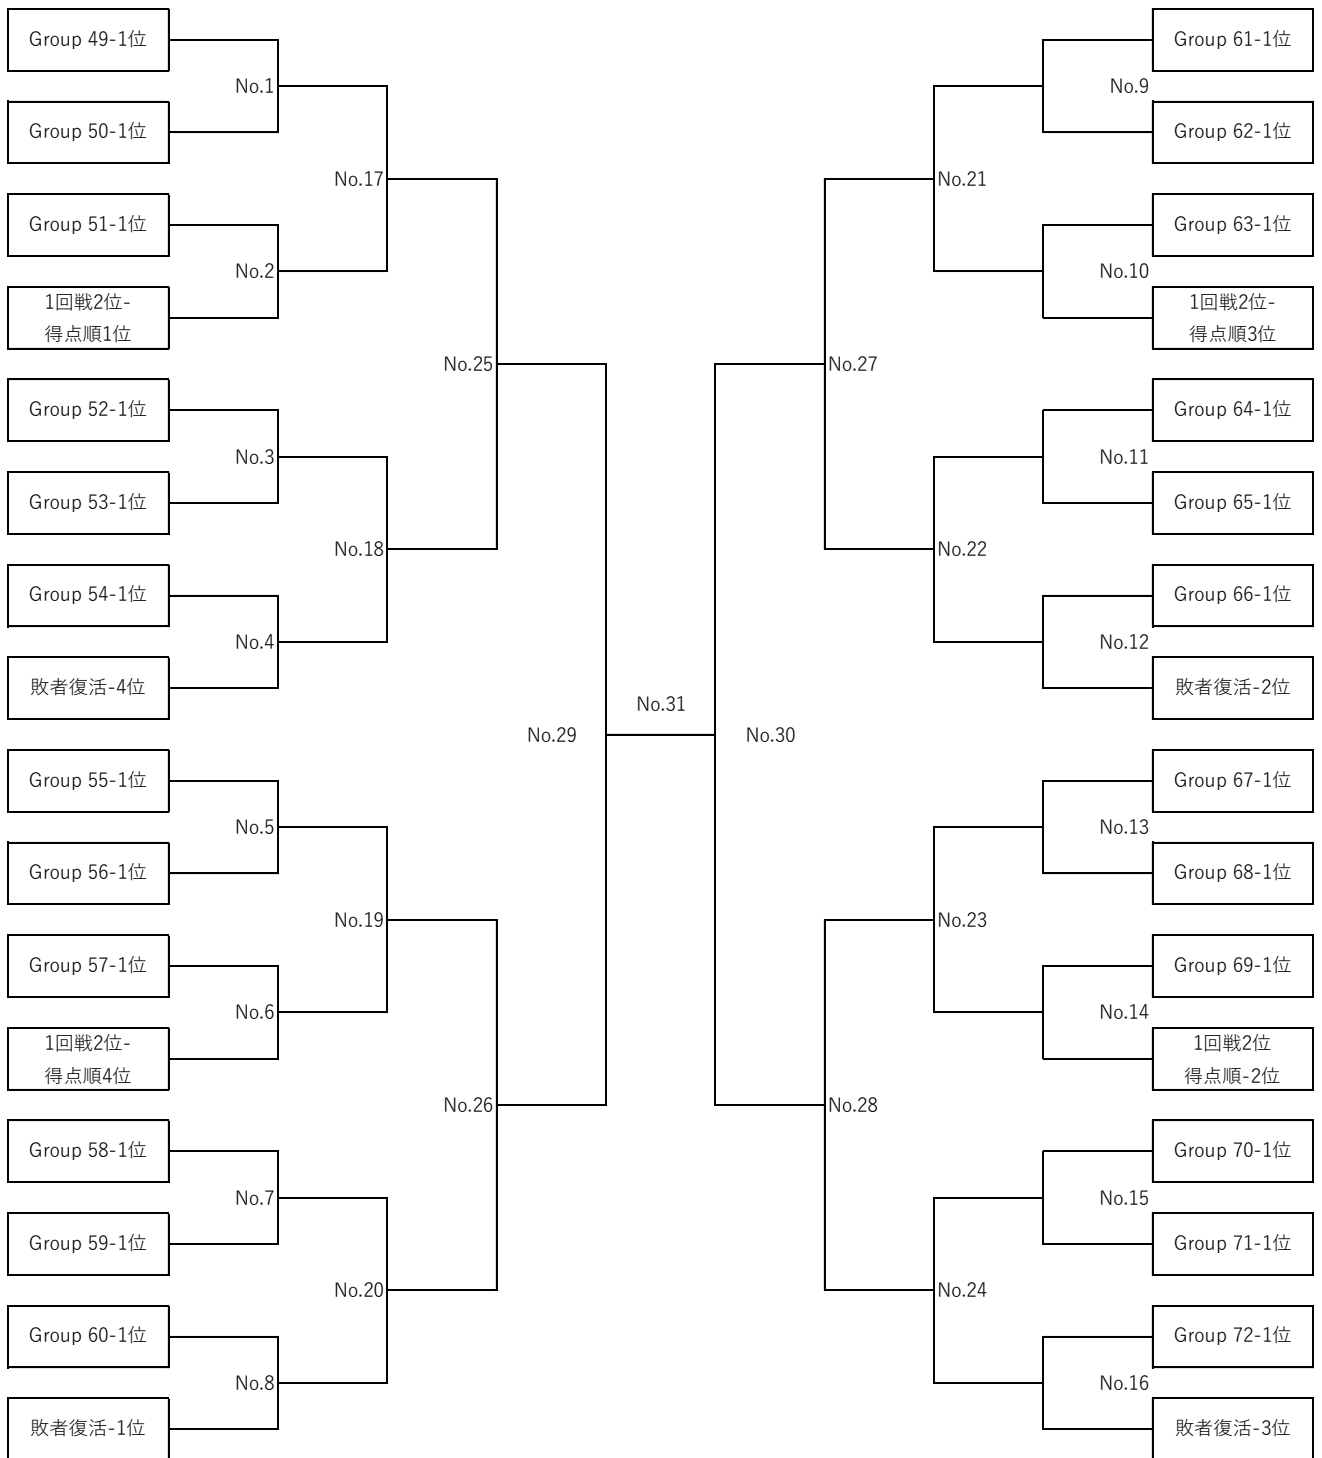 Group 49-1位
No.1
Group 50-1位
No.17
Group 51-1位
No.2
1回戦2位-
得点順1位
No.25
Group 52-1位
No.3
Group 53-1位
No.18
Group 54-1位
No.4
敗者復活-4位
No.29
Group 55-1位
No.5
Group 56-1位
No.19
Group 57-1位
No.6
1回戦2位-
得点順4位
No.26
Group 58-1位
No.7
Group 59-1位
No.20
Group 60-1位
No.8
敗者復活-1位
No.31
Group 61-1位
No.9
Group 62-1位
No.21
Group 63-1位
No.10
1回戦2位-
得点順3位
No.27
Group 64-1位
No.11
Group 65-1位
No.22
Group 66-1位
No.12
敗者復活-2位
No.30
Group 67-1位
No.13
Group 68-1位
No.23
Group 69-1位
No.14
1回戦2位
得点順-2位
No.28
Group 70-1位
No.15
Group 71-1位
No.24
Group 72-1位
No.16
敗者復活-3位